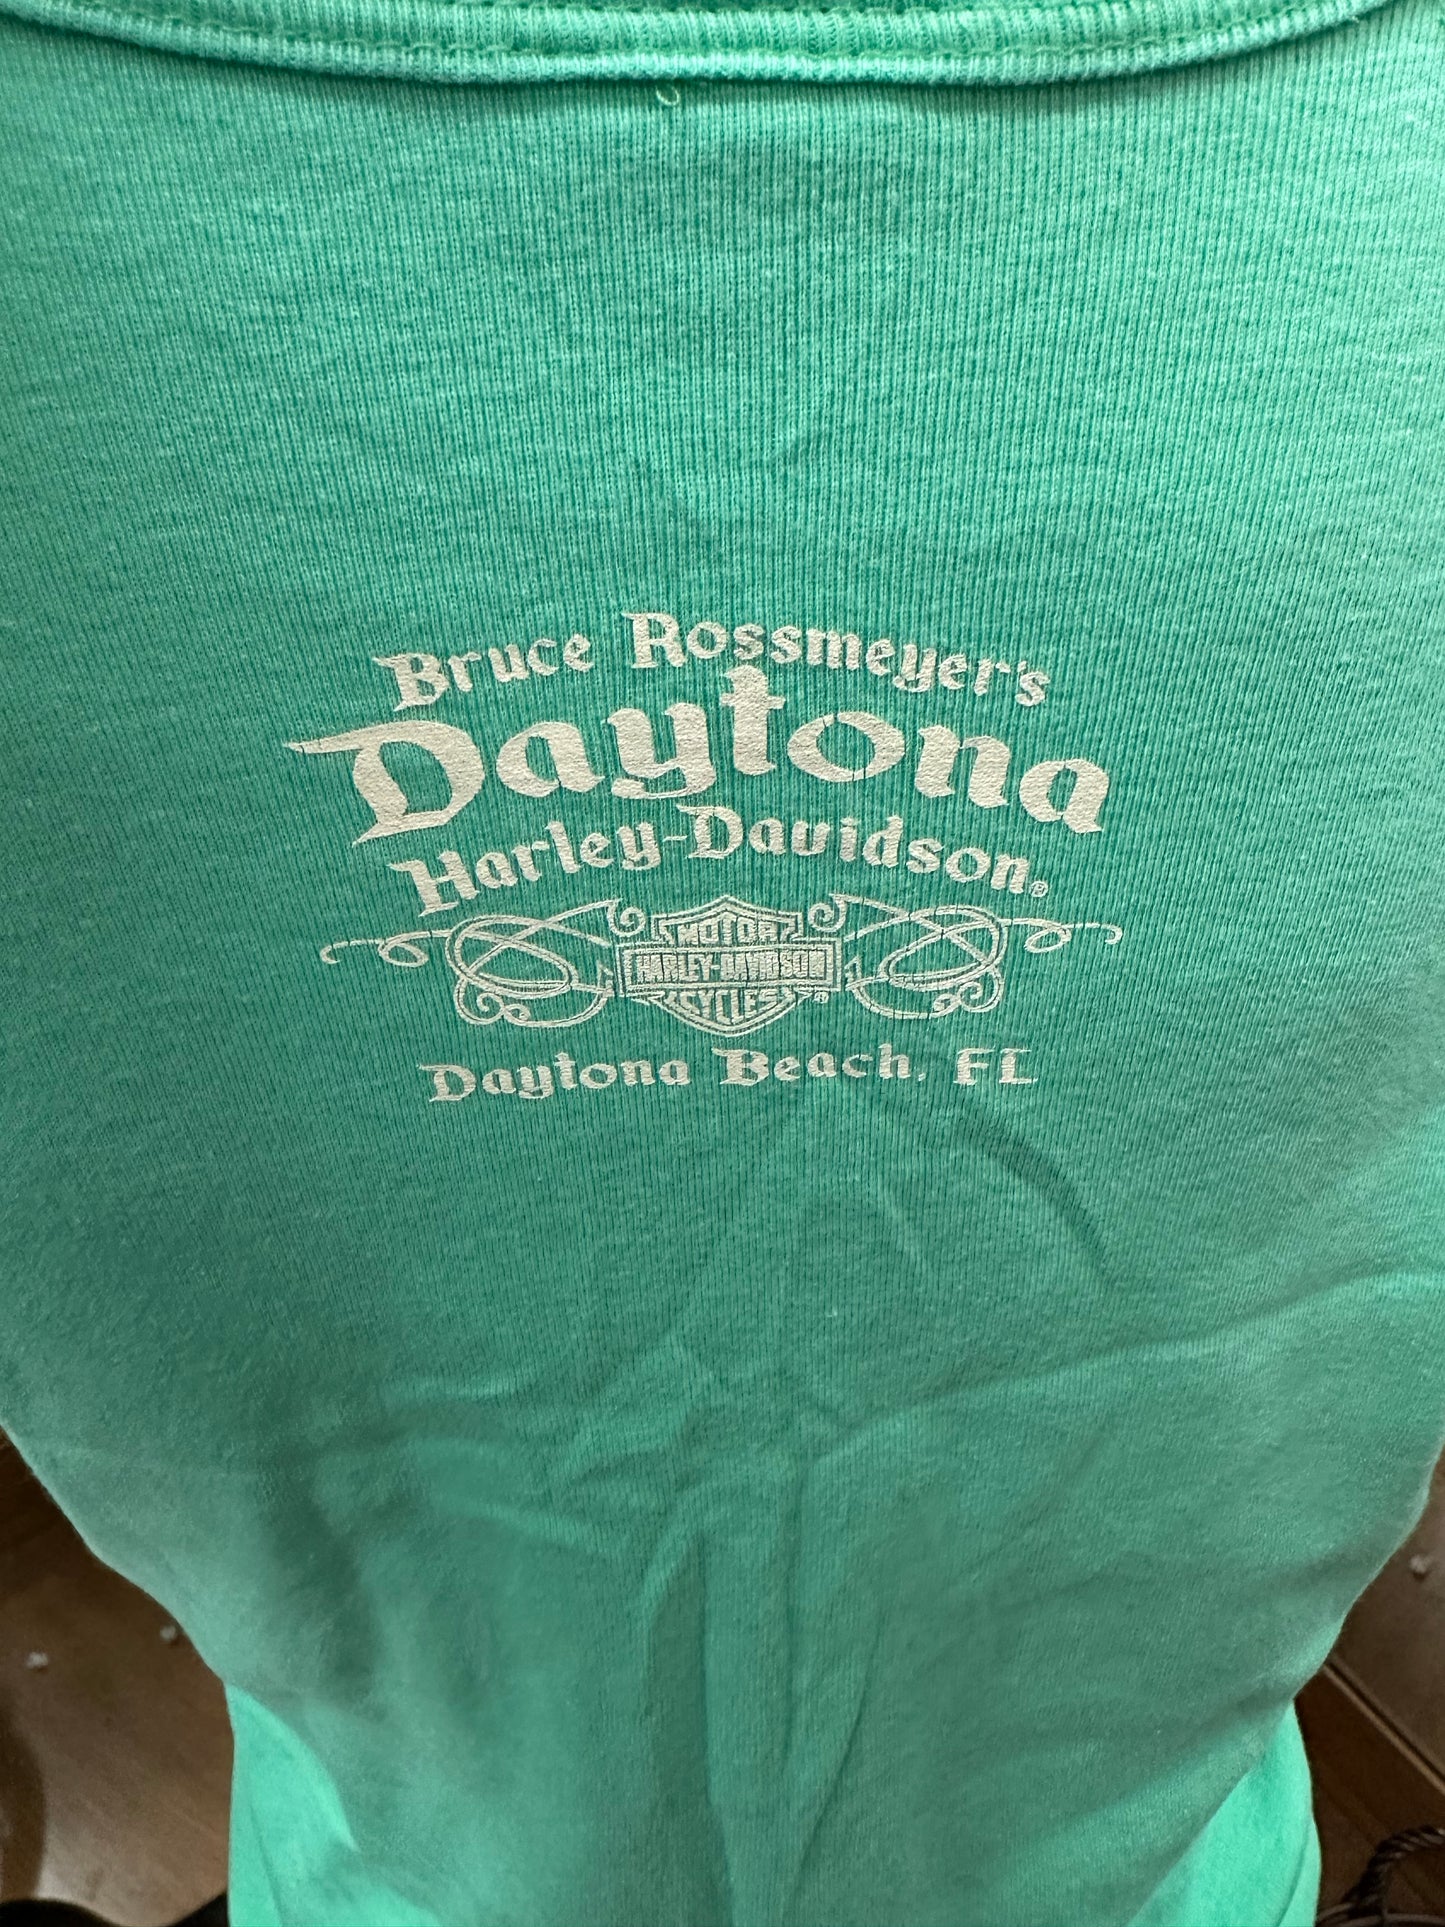 Bruce Rossmeyer's
Daytona
Harley-Davidson®
MOTOR
HARLEY-DAVIDSON
CYCLES ®
Daytona Beach, FL